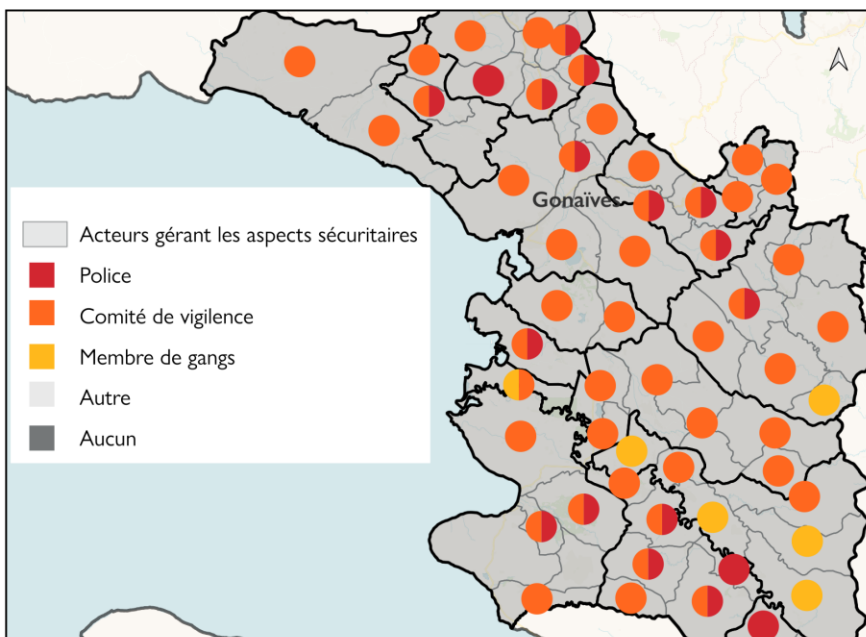 Gonaïves
Acteurs gérant les aspects sécuritaires
Police
Comité de vigilence
Membre de gangs
Autre
Aucun